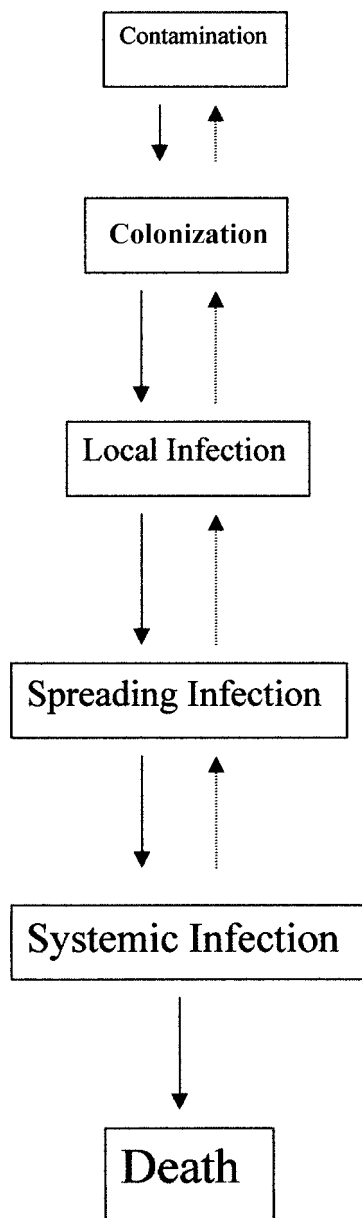 Contamination
Colonization
Local Infection
Spreading Infection
Systemic Infection
Death